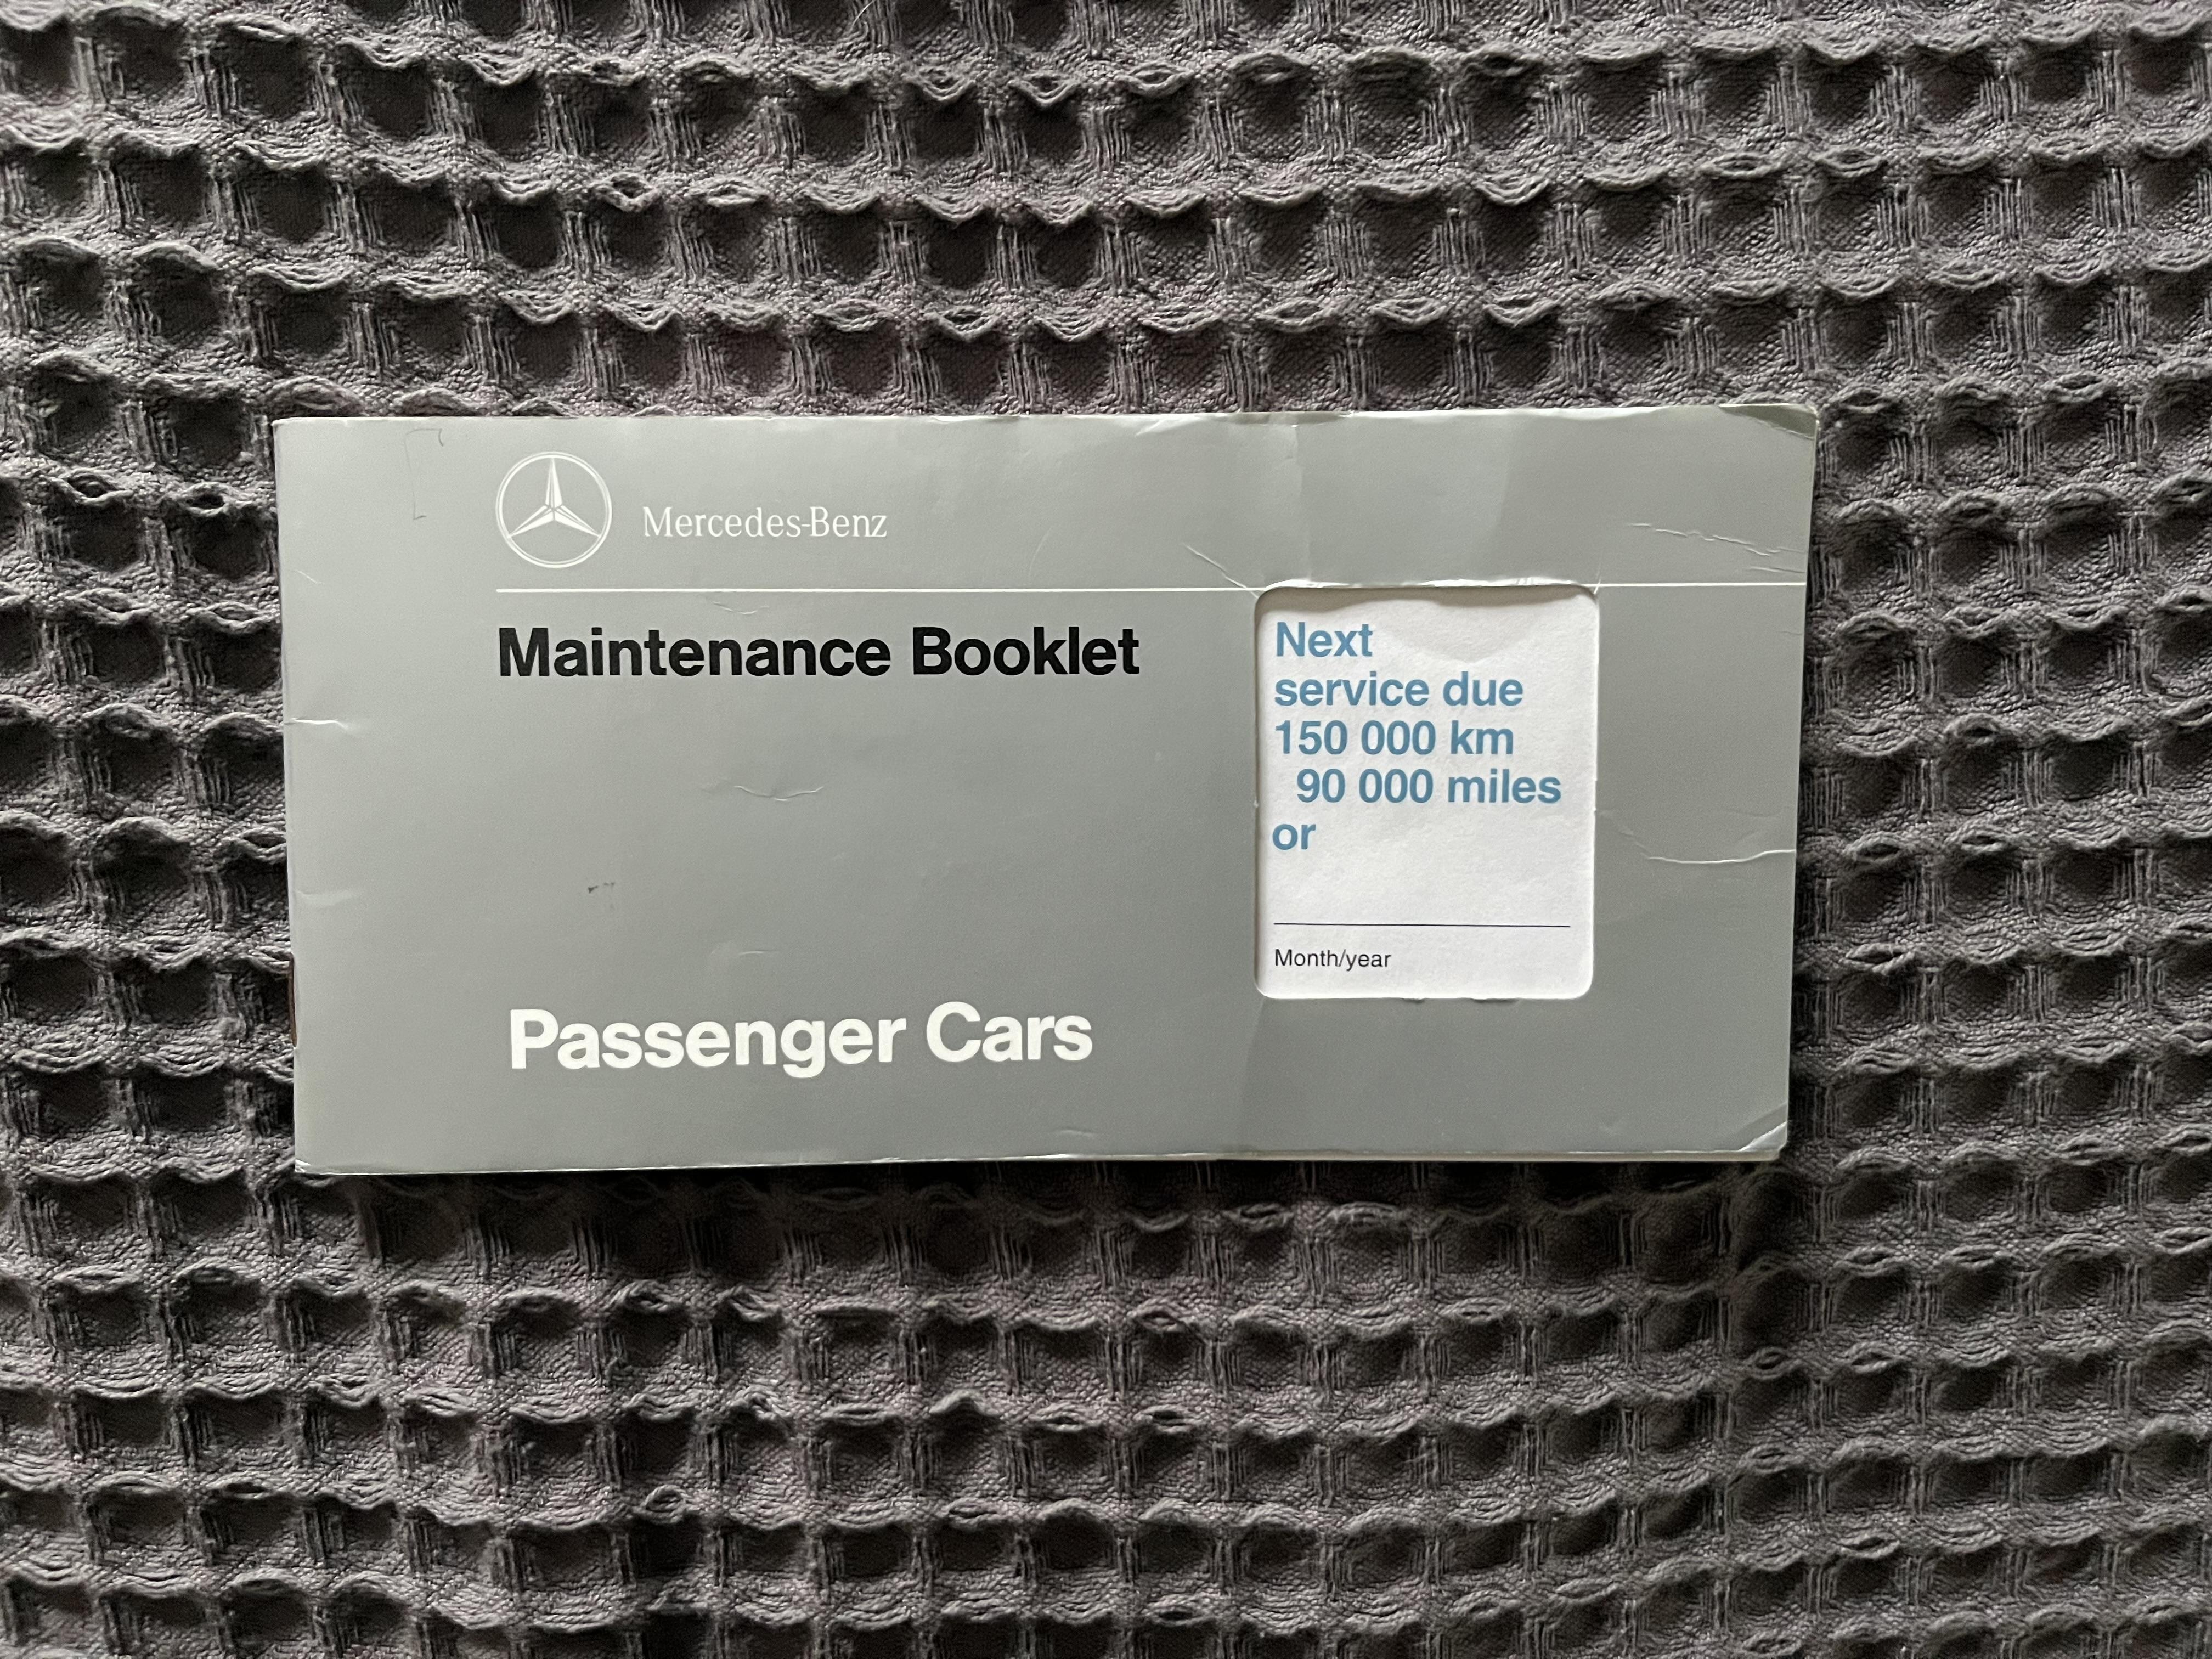 Mercedes-Benz
Maintenance Booklet
Next
service due
150 000 km
90 000 miles
or
Month/year
Passenger Cars